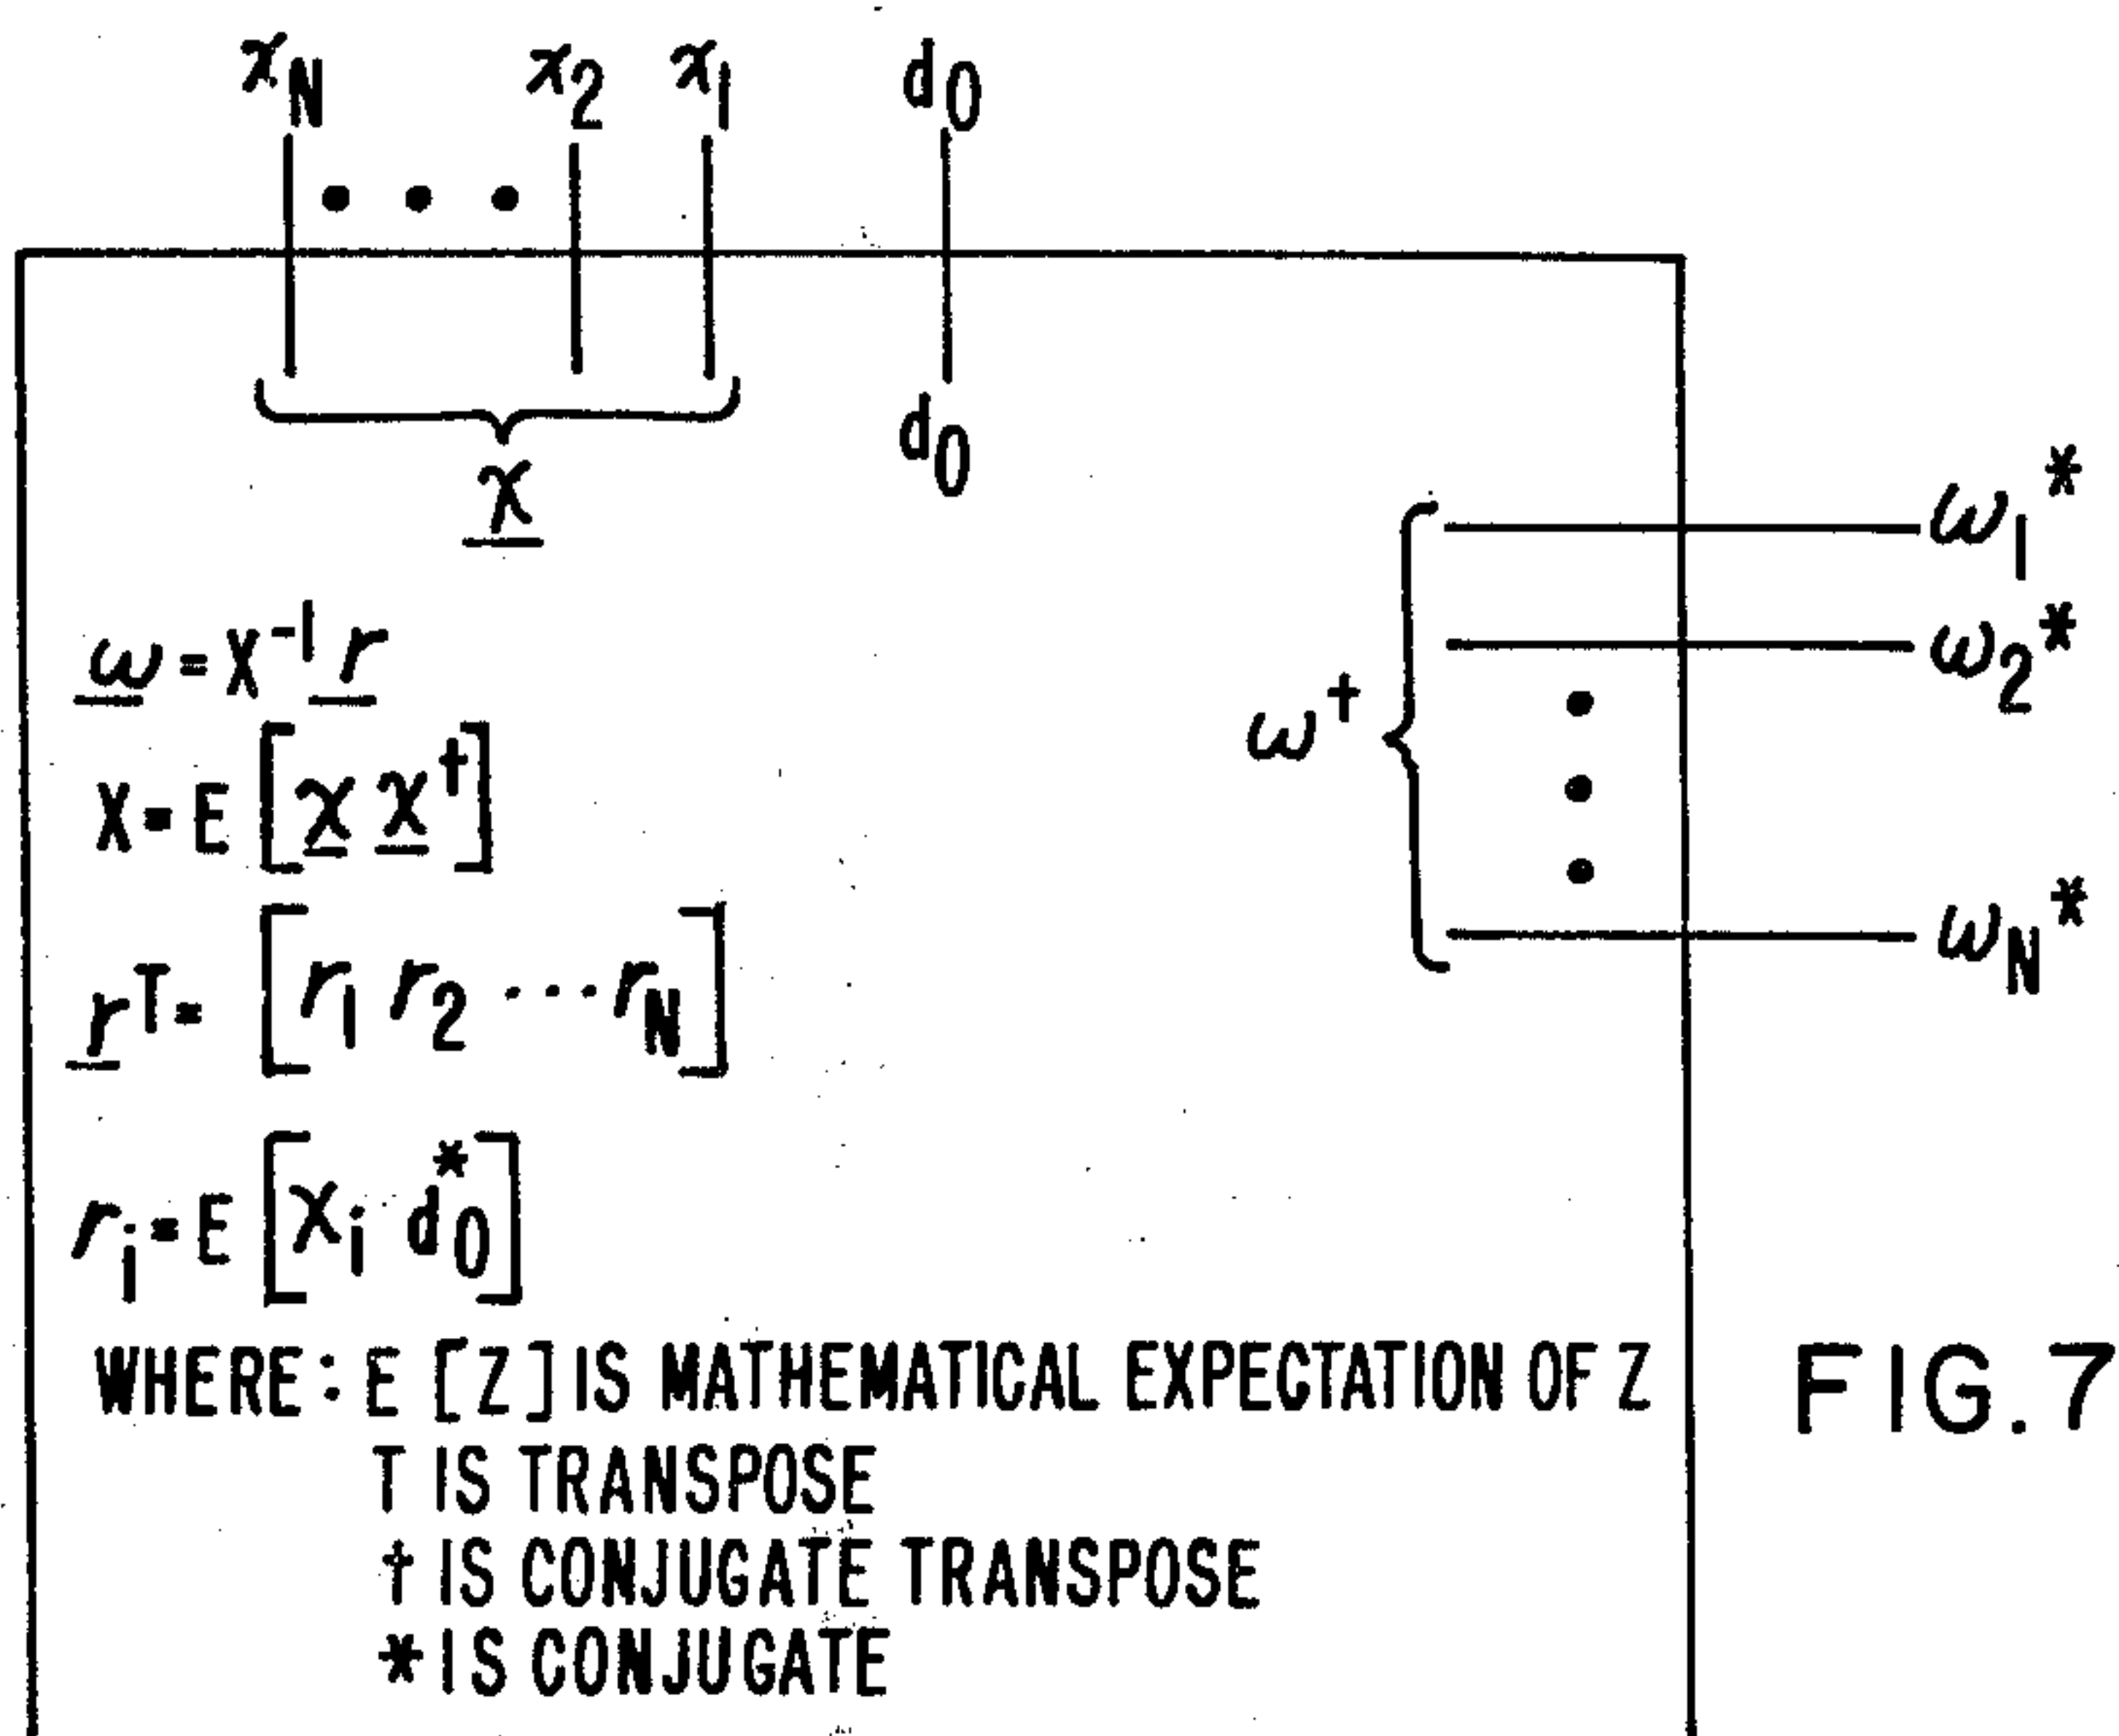 x_N x_2 x_1 d_0
x d_0
ω_1*
ω_2*
ω†
ω_N*
ω = X⁻¹ r
X = E [x x†]
r^T = [r_1 r_2 ··· r_N]
r_i = E [x_i d_0*]
WHERE: E [Z] IS MATHEMATICAL EXPECTATION OF Z
T IS TRANSPOSE
† IS CONJUGATE TRANSPOSE
* IS CONJUGATE
FIG. 7